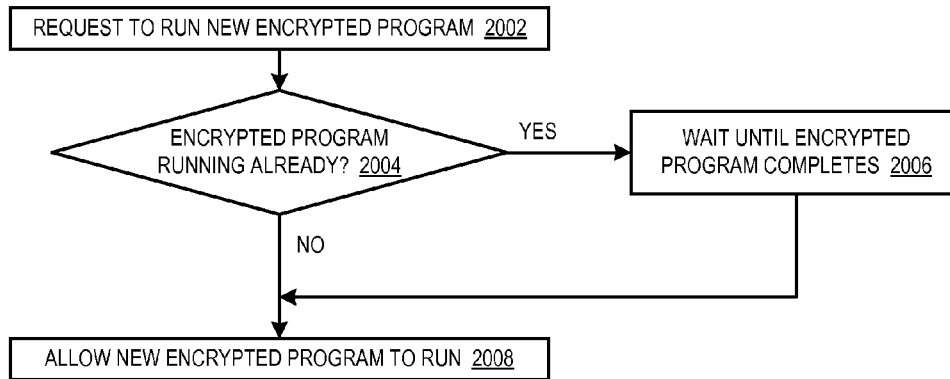 REQUEST TO RUN NEW ENCRYPTED PROGRAM 2002
ENCRYPTED PROGRAM
RUNNING ALREADY? 2004
YES
WAIT UNTIL ENCRYPTED
PROGRAM COMPLETES 2006
NO
ALLOW NEW ENCRYPTED PROGRAM TO RUN 2008